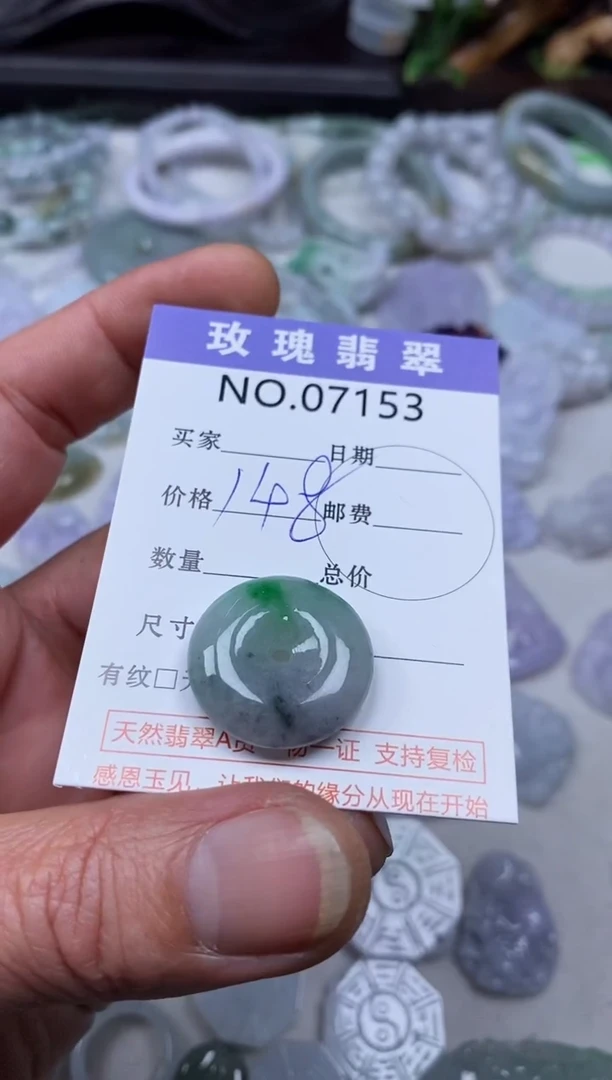 玫瑰翡翠
NO.07153
买家 日期
价格 148 邮费
数量 总价
尺寸
有纹□
天然翡翠A货 一证 支持复检
感恩玉见 的缘分从现在开始